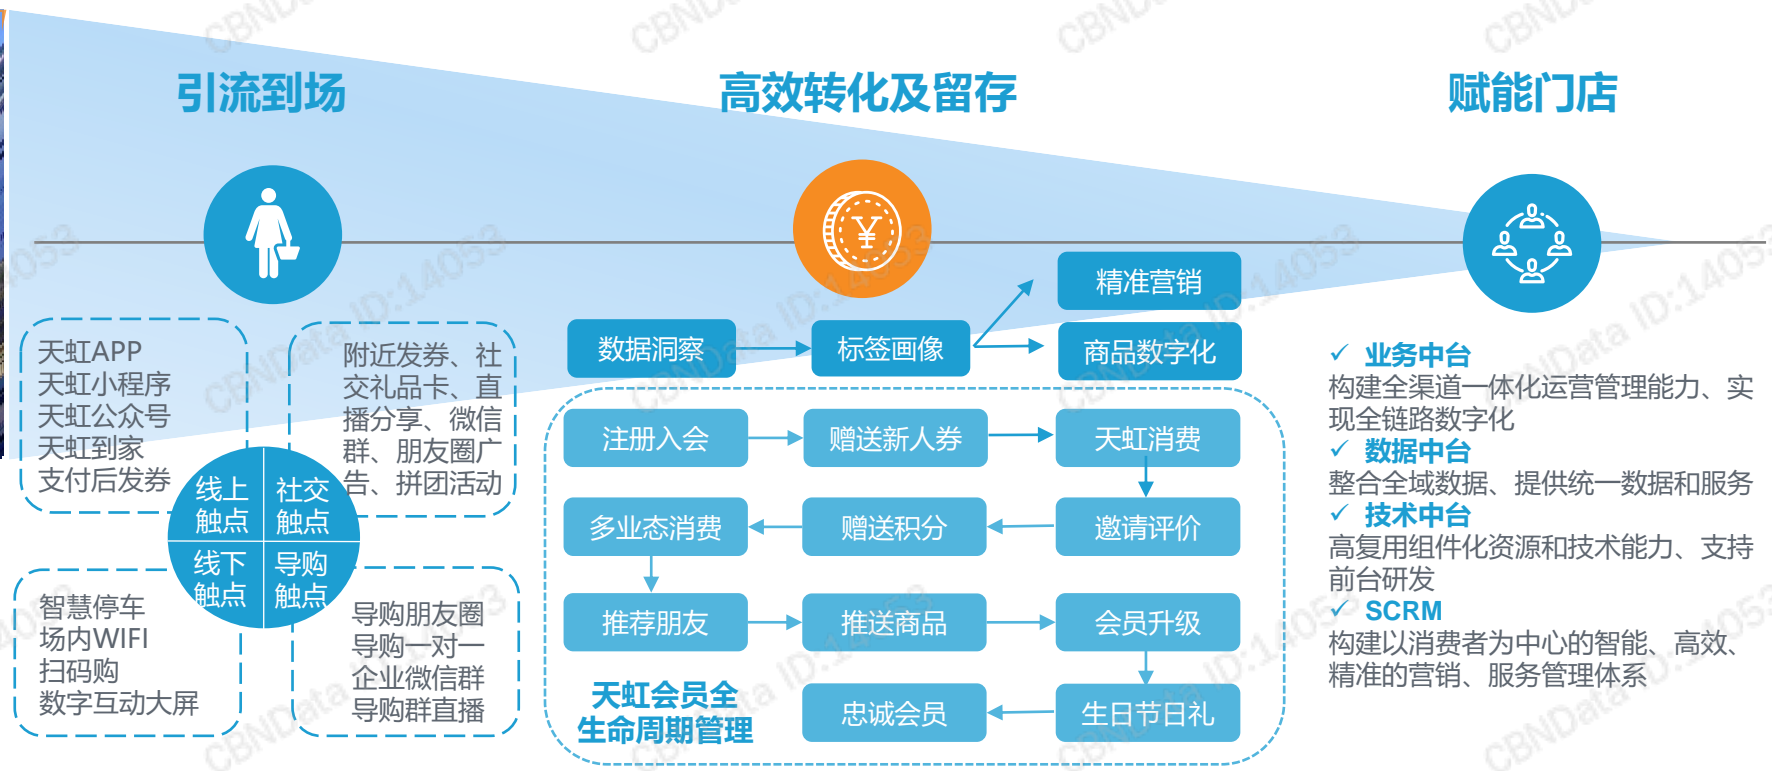 引流到场
高效转化及留存
赋能门店
天虹APP
天虹小程序
天虹公众号
天虹到家
支付后发券
附近发券、社
交礼品卡、直
播分享、微信
群、朋友圈广
告、拼团活动
线上
触点
社交
触点
线下
触点
导购
触点
智慧停车
场内WIFI
扫码购
数字互动大屏
导购朋友圈
导购一对一
企业微信群
导购群直播
数据洞察
标签画像
精准营销
商品数字化
注册入会
赠送新人券
天虹消费
多业态消费
赠送积分
邀请评价
推荐朋友
推送商品
会员升级
天虹会员全
生命周期管理
忠诚会员
生日节日礼
✓ 业务中台
构建全渠道一体化运营管理能力、实
现全链路数字化
✓ 数据中台
整合全域数据、提供统一数据和服务
✓ 技术中台
高复用组件化资源和技术能力、支持
前台研发
✓ SCRM
构建以消费者为中心的智能、高效、
精准的营销、服务管理体系
CBNData ID:14053